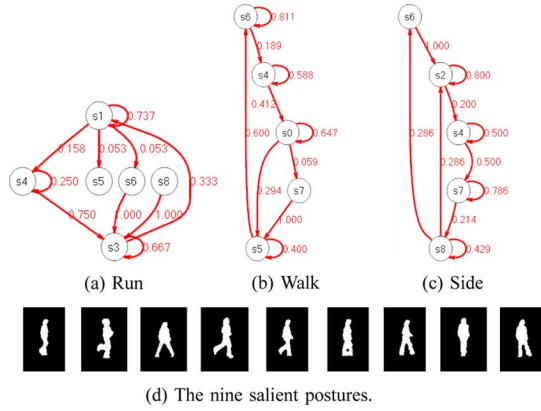 s6
0.811
0.189
s4
0.588
0.412
s0
0.647
0.600
0.059
0.294
s7
1.000
s5
0.400
s6
1.000
s2
0.800
0.200
0.286
s4
0.500
0.286
0.500
s7
0.786
0.214
s8
0.429
s1
0.737
0.158
0.053
0.053
s4
0.250
s5
s6
s8
0.333
0.750
1.000
1.000
s3
0.667
(a) Run
(b) Walk
(c) Side
(d) The nine salient postures.